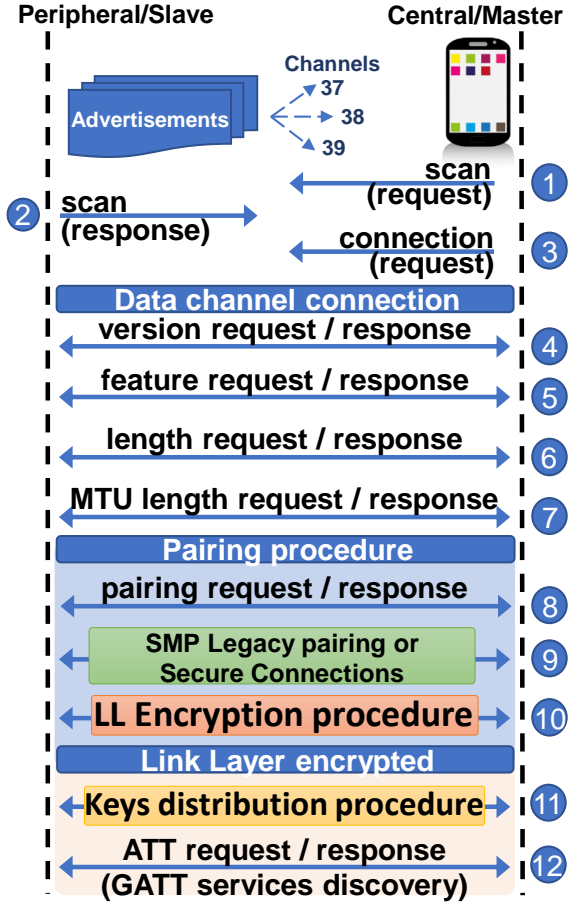 Peripheral/Slave
Central/Master
Channels
37
Advertisements
38
39
scan
(request)
1
2
scan
(response)
connection
(request)
3
Data channel connection
version request / response
4
feature request / response
5
length request / response
6
MTU length request / response
7
Pairing procedure
pairing request / response
8
SMP Legacy pairing or
Secure Connections
9
LL Encryption procedure
10
Link Layer encrypted
Keys distribution procedure
11
ATT request / response
(GATT services discovery)
12